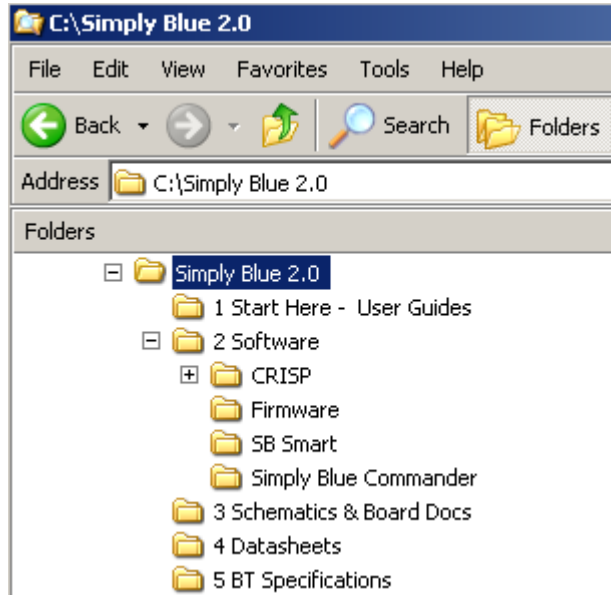 C:\Simply Blue 2.0
File Edit View Favorites Tools Help
Back Search Folders
Address C:\Simply Blue 2.0
Folders
Simply Blue 2.0
1 Start Here - User Guides
2 Software
CRISP
Firmware
SB Smart
Simply Blue Commander
3 Schematics & Board Docs
4 Datasheets
5 BT Specifications